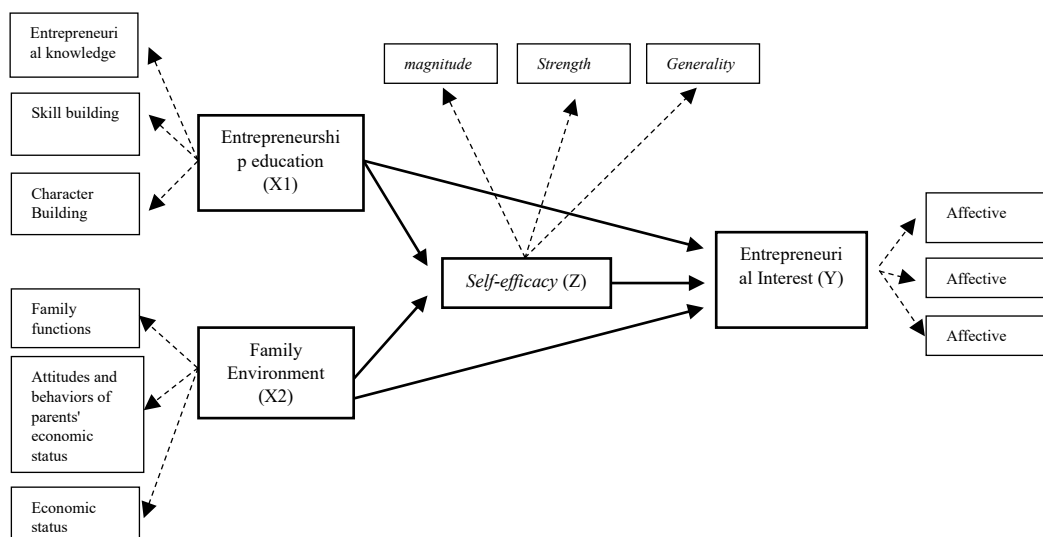 Entrepreneuri
al knowledge
Skill building
Character
Building
Entrepreneurshi
p education
(X1)
magnitude
Strength
Generality
Self-efficacy (Z)
Entrepreneuri
al Interest (Y)
Affective
Affective
Affective
Family
functions
Attitudes and
behaviors of
parents'
economic
status
Economic
status
Family
Environment
(X2)